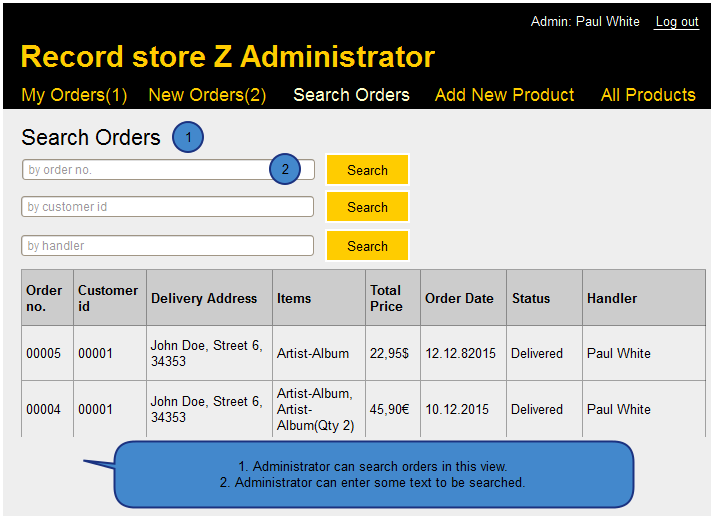 Admin: Paul White Log out
Record store Z Administrator
My Orders(1) New Orders(2) Search Orders Add New Product All Products
Search Orders 1
by order no. 2 Search
by customer id Search
by handler Search
Order no. Customer id Delivery Address Items Total Price Order Date Status Handler
00005 00001 John Doe, Street 6, 34353 Artist-Album 22,95$ 12.12.82015 Delivered Paul White
00004 00001 John Doe, Street 6, 34353 Artist-Album, Artist-Album(Qty 2) 45,90€ 10.12.2015 Delivered Paul White
1. Administrator can search orders in this view.
2. Administrator can enter some text to be searched.